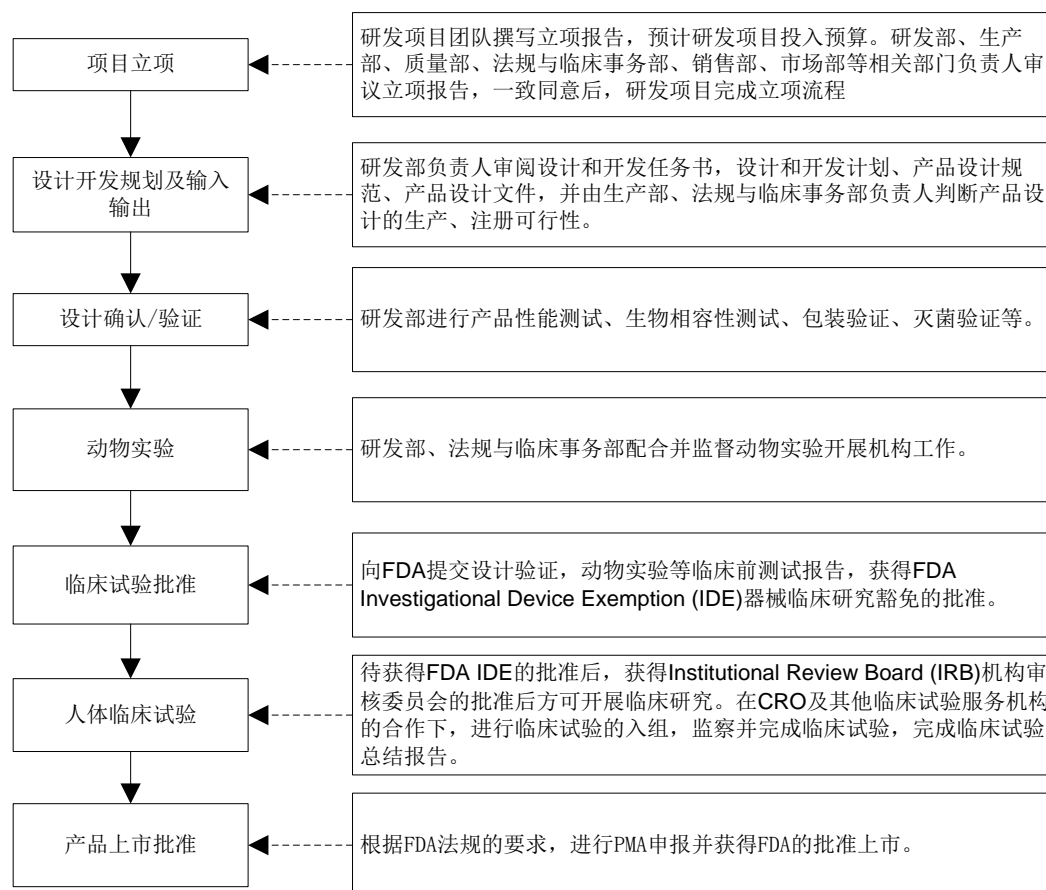 项目立项
研发项目团队撰写立项报告，预计研发项目投入预算。研发部、生产
部、质量部、法规与临床事务部、销售部、市场部等相关部门负责人审
议立项报告，一致同意后，研发项目完成立项流程
设计开发规划及输入
输出
研发部负责人审阅设计和开发任务书，设计和开发计划、产品设计规
范、产品设计文件，并由生产部、法规与临床事务部负责人判断产品设
计的生产、注册可行性。
设计确认/验证
研发部进行产品性能测试、生物相容性测试、包装验证、灭菌验证等。
动物实验
研发部、法规与临床事务部配合并监督动物实验开展机构工作。
临床试验批准
向FDA提交设计验证，动物实验等临床前测试报告，获得FDA
Investigational Device Exemption (IDE)器械临床研究豁免的批准。
人体临床试验
待获得FDA IDE的批准后，获得Institutional Review Board (IRB)机构审
核委员会的批准后方可开展临床研究。在CRO及其他临床试验服务机构
的合作下，进行临床试验的入组，监察并完成临床试验，完成临床试验
总结报告。
产品上市批准
根据FDA法规的要求，进行PMA申报并获得FDA的批准上市。